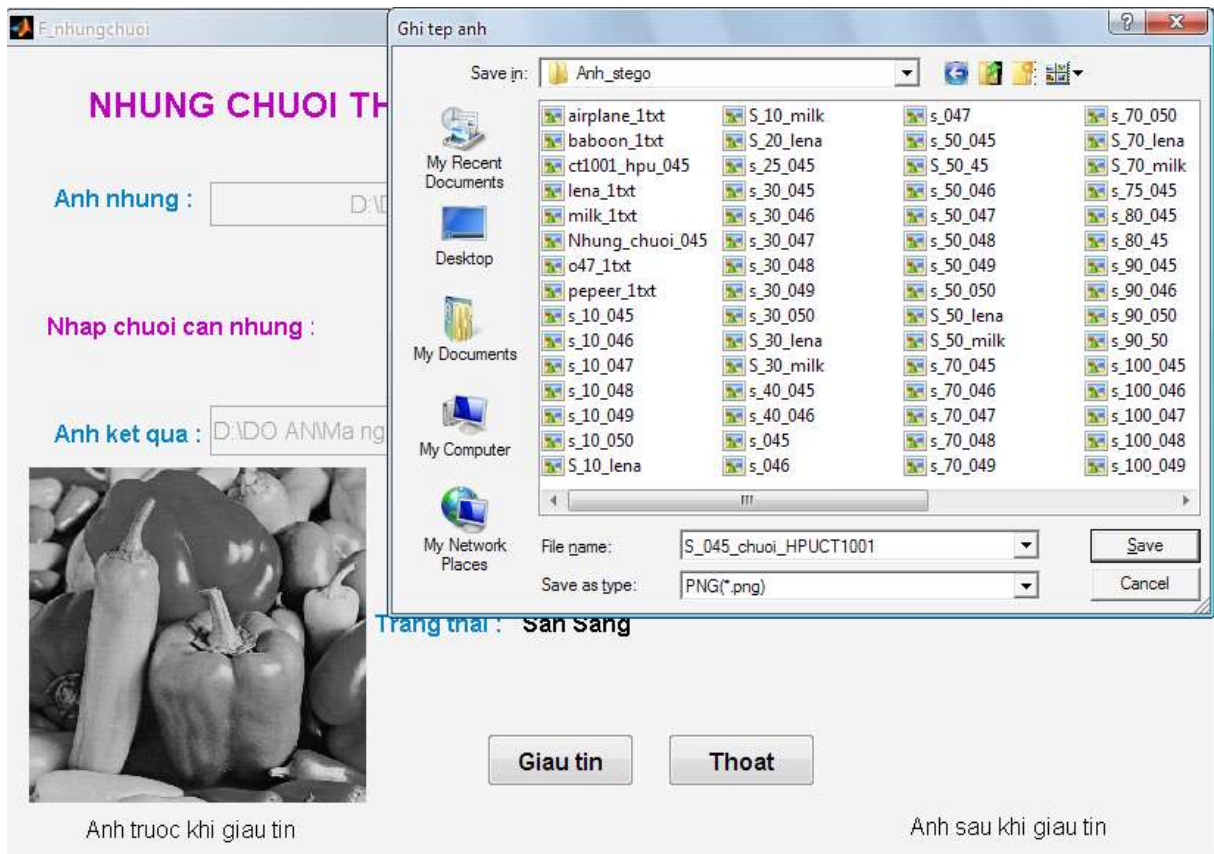 F_nhungchuoi
NHUNG CHUOI TH
Anh nhung :
D:\D
Nhap chuoi can nhung :
Anh ket qua : D:\DO AN\Ma ng
Ghi tep anh
Save in: Anh_stego
My Recent
Documents
Desktop
My Documents
My Computer
My Network
Places
airplane_1txt
baboon_1txt
ct1001_hpu_045
lena_1txt
milk_1txt
Nhung_chuoi_045
o47_1txt
pepeer_1txt
s_10_045
s_10_046
s_10_047
s_10_048
s_10_049
s_10_050
S_10_lena
S_10_milk
S_20_lena
s_25_045
s_30_045
s_30_046
s_30_047
s_30_048
s_30_049
s_30_050
S_30_lena
S_30_milk
s_40_045
s_40_046
s_045
s_046
s_047
s_50_045
S_50_45
s_50_046
s_50_047
s_50_048
s_50_049
s_50_050
S_50_lena
S_50_milk
s_70_045
s_70_046
s_70_047
s_70_048
s_70_049
s_70_050
S_70_lena
S_70_milk
s_75_045
s_80_045
s_80_45
s_90_045
s_90_046
s_90_050
s_90_50
s_100_045
s_100_046
s_100_047
s_100_048
s_100_049
File name: S_045_chuoi_HPUCT1001
Save
Save as type: PNG(*.png)
Cancel
Trang thai : San Sang
Giau tin
Thoat
Anh truoc khi giau tin
Anh sau khi giau tin